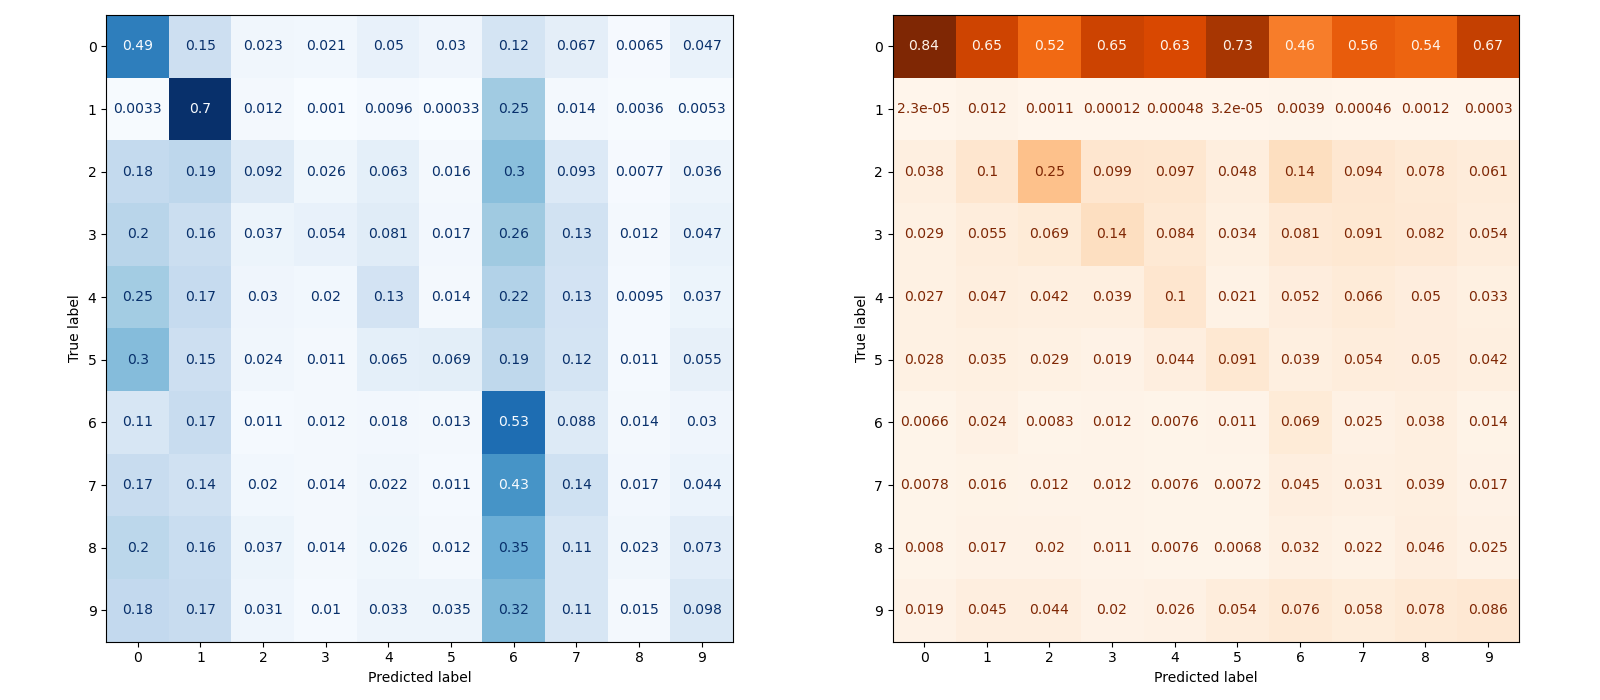 0 0.49 0.15 0.023 0.021 0.05 0.03 0.12 0.067 0.0065 0.047
1 0.0033 0.7 0.012 0.001 0.0096 0.00033 0.25 0.014 0.0036 0.0053
2 0.18 0.19 0.092 0.026 0.063 0.016 0.3 0.093 0.0077 0.036
3 0.2 0.16 0.037 0.054 0.081 0.017 0.26 0.13 0.012 0.047
4 0.25 0.17 0.03 0.02 0.13 0.014 0.22 0.13 0.0095 0.037
True label
5 0.3 0.15 0.024 0.011 0.065 0.069 0.19 0.12 0.011 0.055
6 0.11 0.17 0.011 0.012 0.018 0.013 0.53 0.088 0.014 0.03
7 0.17 0.14 0.02 0.014 0.022 0.011 0.43 0.14 0.017 0.044
8 0.2 0.16 0.037 0.014 0.026 0.012 0.35 0.11 0.023 0.073
9 0.18 0.17 0.031 0.01 0.033 0.035 0.32 0.11 0.015 0.098
0 1 2 3 4 5 6 7 8 9
Predicted label
0 0.84 0.65 0.52 0.65 0.63 0.73 0.46 0.56 0.54 0.67
1 2.3e-05 0.012 0.0011 0.00012 0.00048 3.2e-05 0.0039 0.00046 0.0012 0.0003
2 0.038 0.1 0.25 0.099 0.097 0.048 0.14 0.094 0.078 0.061
3 0.029 0.055 0.069 0.14 0.084 0.034 0.081 0.091 0.082 0.054
4 0.027 0.047 0.042 0.039 0.1 0.021 0.052 0.066 0.05 0.033
True label
5 0.028 0.035 0.029 0.019 0.044 0.091 0.039 0.054 0.05 0.042
6 0.0066 0.024 0.0083 0.012 0.0076 0.011 0.069 0.025 0.038 0.014
7 0.0078 0.016 0.012 0.012 0.0076 0.0072 0.045 0.031 0.039 0.017
8 0.008 0.017 0.02 0.011 0.0076 0.0068 0.032 0.022 0.046 0.025
9 0.019 0.045 0.044 0.02 0.026 0.054 0.076 0.058 0.078 0.086
0 1 2 3 4 5 6 7 8 9
Predicted label